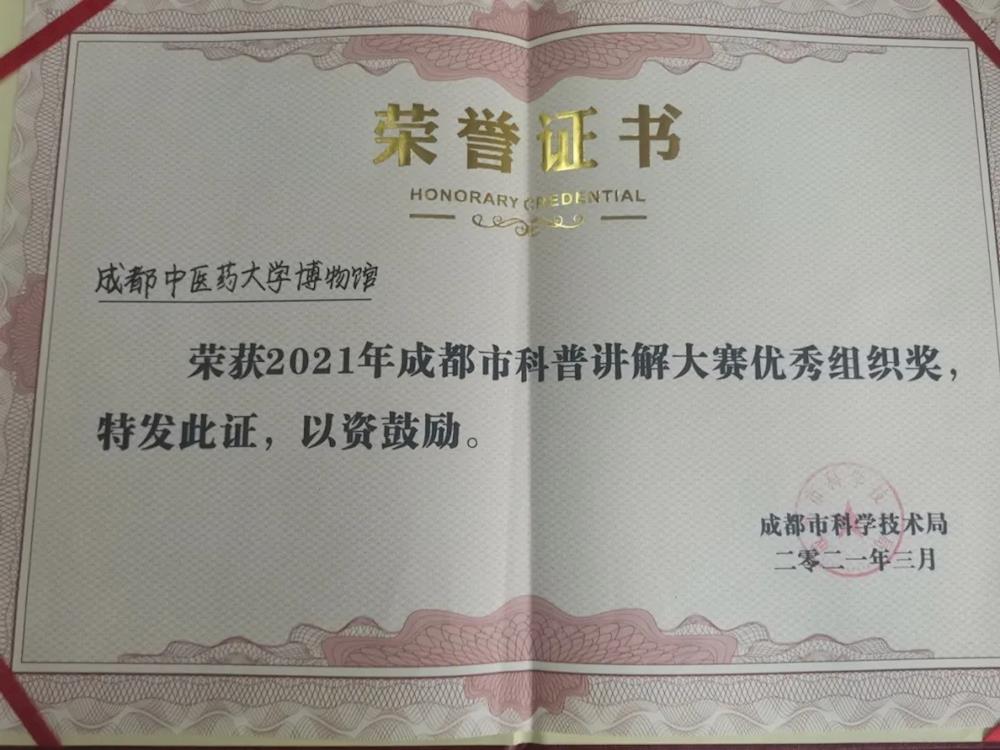 荣誉证书
HONORARY CREDENTIAL
成都中医药大学博物馆
荣获2021年成都市科普讲解大赛优秀组织奖，
特发此证，以资鼓励。
成都市科学技术局
二零二一年三月